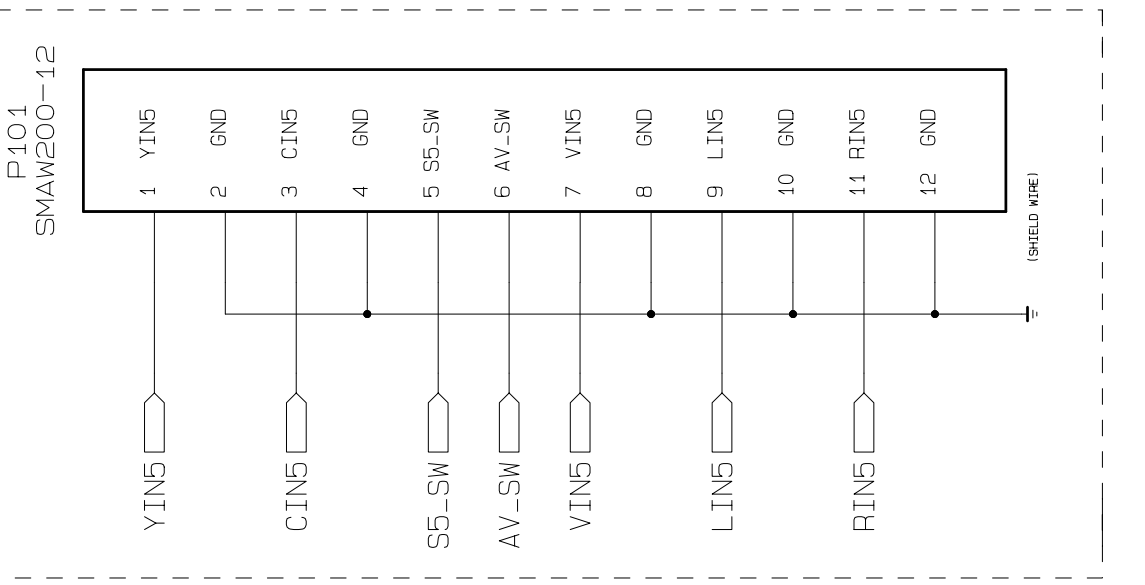 P101
SMAW200-12
1 YIN5
2 GND
3 CIN5
4 GND
5 S5_SW
6 AV_SW
7 VIN5
8 GND
9 LIN5
10 GND
11 RIN5
12 GND
(SHIELD WIRE)
YIN5
CIN5
S5_SW
AV_SW
VIN5
LIN5
RIN5